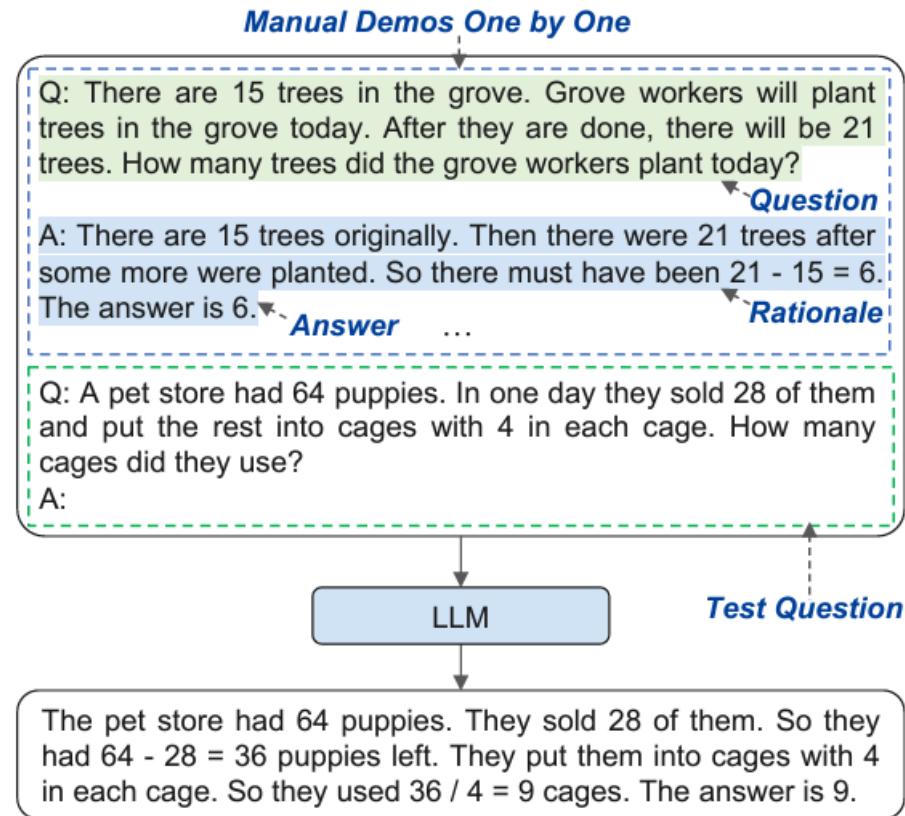 Manual Demos One by One
Q: There are 15 trees in the grove. Grove workers will plant
trees in the grove today. After they are done, there will be 21
trees. How many trees did the grove workers plant today?
Question
A: There are 15 trees originally. Then there were 21 trees after
some more were planted. So there must have been 21 - 15 = 6.
The answer is 6.
Rationale
Answer
...
Q: A pet store had 64 puppies. In one day they sold 28 of them
and put the rest into cages with 4 in each cage. How many
cages did they use?
A:
LLM
Test Question
The pet store had 64 puppies. They sold 28 of them. So they
had 64 - 28 = 36 puppies left. They put them into cages with 4
in each cage. So they used 36 / 4 = 9 cages. The answer is 9.